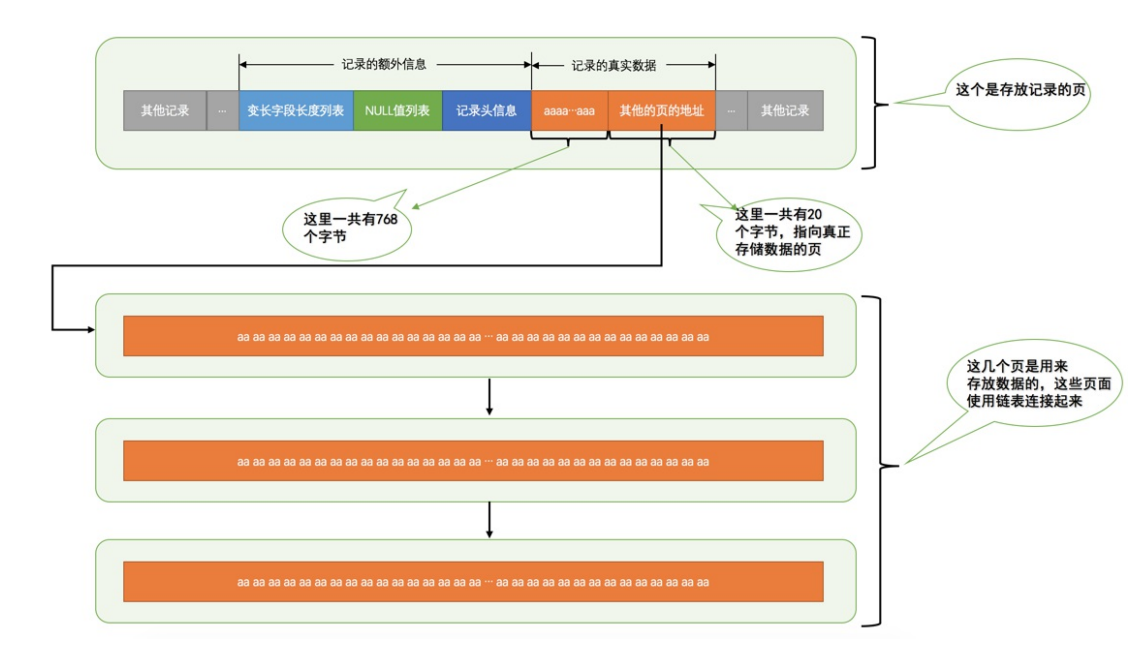 记录的额外信息
记录的真实数据
其他记录
...
变长字段长度列表
NULL值列表
记录头信息
aaaa···aaa
其他的页的地址
...
其他记录
这个是存放记录的页
这里一共有768
个字节
这里一共有20
个字节，指向真正
存储数据的页
aa aa aa aa aa aa aa aa aa aa aa aa aa aa aa aa ··· aa aa aa aa aa aa aa aa aa aa aa aa aa aa
这几个页是用来
存放数据的，这些页面
使用链表连接起来
aa aa aa aa aa aa aa aa aa aa aa aa aa aa aa aa ··· aa aa aa aa aa aa aa aa aa aa aa aa aa aa
aa aa aa aa aa aa aa aa aa aa aa aa aa aa aa aa ··· aa aa aa aa aa aa aa aa aa aa aa aa aa aa